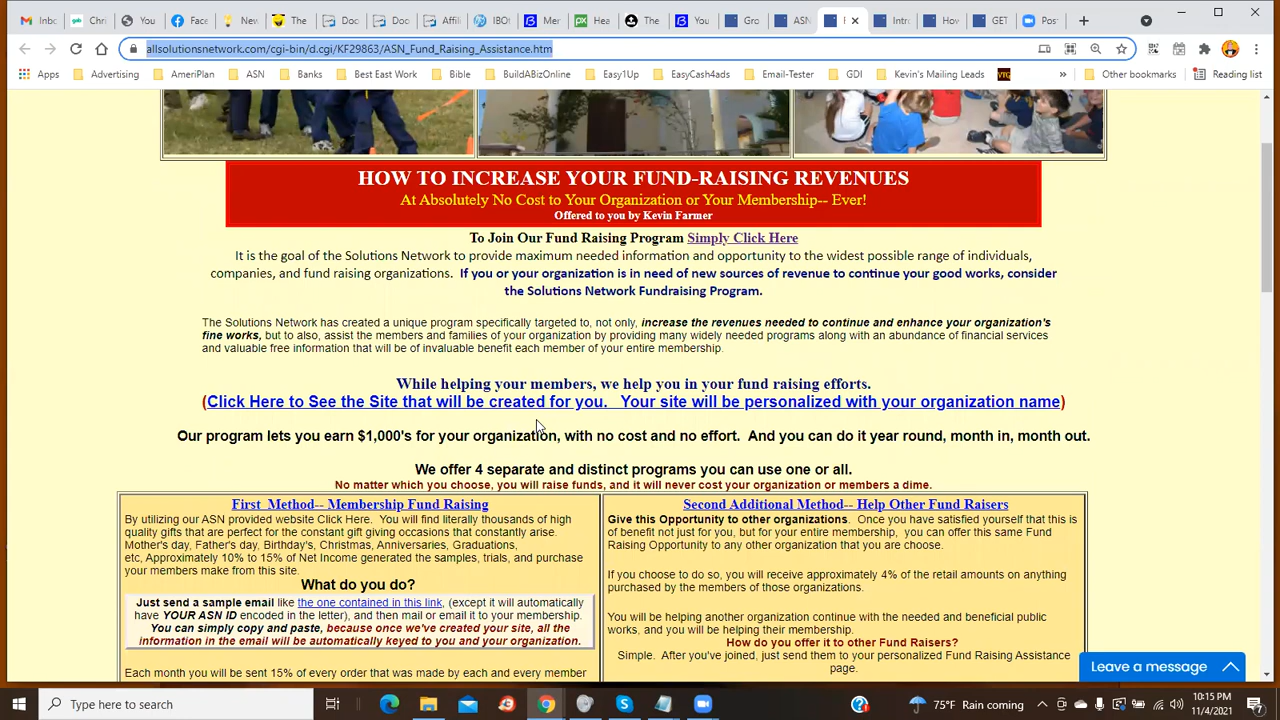 Inbo
Chri
You
Fac
New
The
Doc
Doc
Affili
IBO!
Mer
Hea
The
You
Gro
ASN
F
Intr
How
GET
Pos
allsolutionsnetwork.com/cgi-bin/d.cgi/KF29863/ASN_Fund_Raising_Assistance.htm
Apps
Advertising
AmeriPlan
ASN
Banks
Best East Work
Bible
BuildABizOnline
Easy1Up
EasyCash4ads
Email-Tester
GDI
Kevin's Mailing Leads
»
Other bookmarks
Reading list
HOW TO INCREASE YOUR FUND-RAISING REVENUES
At Absolutely No Cost to Your Organization or Your Membership-- Ever!
Offered to you by Kevin Farmer
To Join Our Fund Raising Program Simply Click Here
It is the goal of the Solutions Network to provide maximum needed information and opportunity to the widest possible range of individuals,
companies, and fund raising organizations. If you or your organization is in need of new sources of revenue to continue your good works, consider
the Solutions Network Fundraising Program.
The Solutions Network has created a unique program specifically targeted to, not only, increase the revenues needed to continue and enhance your organization's
fine works, but to also, assist the members and families of your organization by providing many widely needed programs along with an abundance of financial services
and valuable free information that will be of invaluable benefit each member of your entire membership.
While helping your members, we help you in your fund raising efforts.
(Click Here to See the Site that will be created for you. Your site will be personalized with your organization name)
Our program lets you earn $1,000's for your organization, with no cost and no effort. And you can do it year round, month in, month out.
We offer 4 separate and distinct programs you can use one or all.
No matter which you choose, you will raise funds, and it will never cost your organization or members a dime.
First Method-- Membership Fund Raising
By utilizing our ASN provided website Click Here. You will find literally thousands of high
quality gifts that are perfect for the constant gift giving occasions that constantly arise.
Mother's day, Father's day, Birthday's, Christmas, Anniversaries, Graduations,
etc, Approximately 10% to 15% of Net Income generated the samples, trials, and purchase
your members make from this site.
What do you do?
Just send a sample email like the one contained in this link, (except it will automatically
have YOUR ASN ID encoded in the letter), and then mail or email it to your membership.
You can simply copy and paste, because once we've created your site, all the
information in the email will be automatically keyed to you and your organization.
Each month you will be sent 15% of every order that was made by each and every member
Second Additional Method-- Help Other Fund Raisers
Give this Opportunity to other organizations. Once you have satisfied yourself that this is
of benefit not just for you, but for your entire membership, you can offer this same Fund
Raising Opportunity to any other organization that you are choose.
If you choose to do so, you will receive approximately 4% of the retail amounts on anything
purchased by the members of those organizations.
You will be helping another organization continue with the needed and beneficial public
works, and you will be helping their membership.
How do you offer it to other Fund Raisers?
Simple. After you've joined, just send them to your personalized Fund Raising Assistance
page.
Leave a message
Type here to search
75°F Rain coming
10:15 PM
11/4/2021